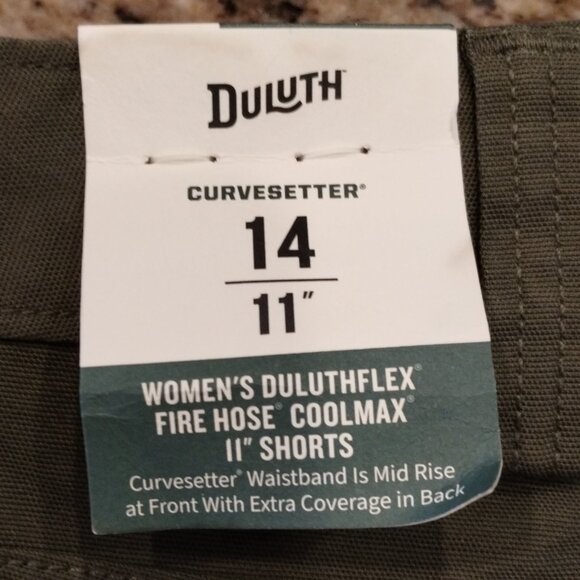 DULUTH™
CURVESETTER®
14
11"
WOMEN'S DULUTHFLEX®
FIRE HOSE® COOLMAX®
11" SHORTS
Curvesetter® Waistband Is Mid Rise
at Front With Extra Coverage in Back